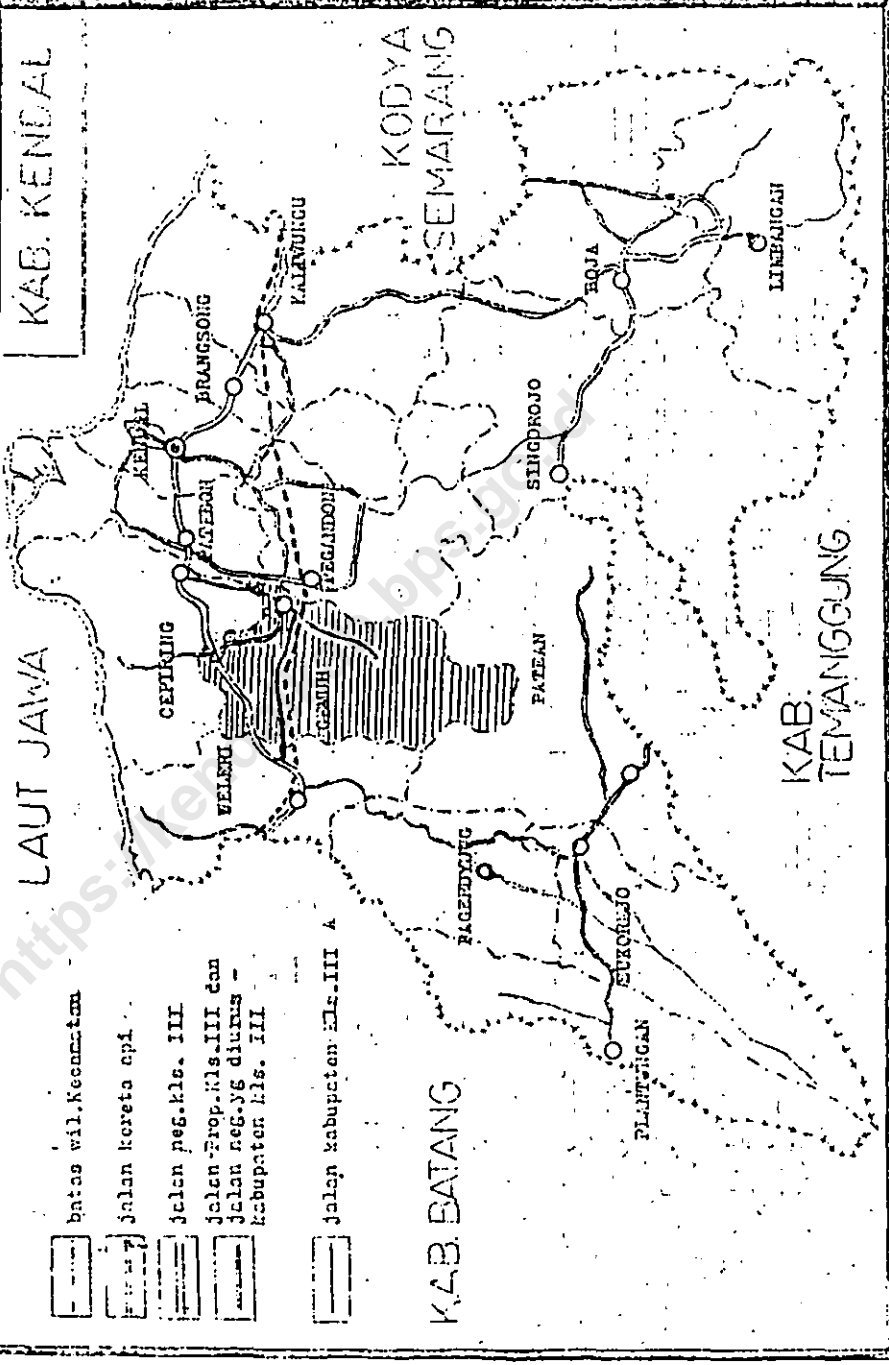 KAB. KENDAL
LAUT JAWA
KODYA
SEMARANG
KENDAL
BRANGSONG
KALIWUNGU
PATEBON
CEPIRING
PEGANDON
WELERI
GEMUH
BOJA
LIMBANGAN
SINGOROJO
PATEAN
PAGERUYUNG
SUKOREJO
PLANTUNGAN
KAB.
TEMANGGUNG
KAB. BATANG
batas wil.Kecamatan
jalan kereta api
jalan neg.kls. III
jalan Prop.Kls.III dan
jalan neg.yg diurus -
kabupaten kls. III
jalan kabupaten Kls.III A